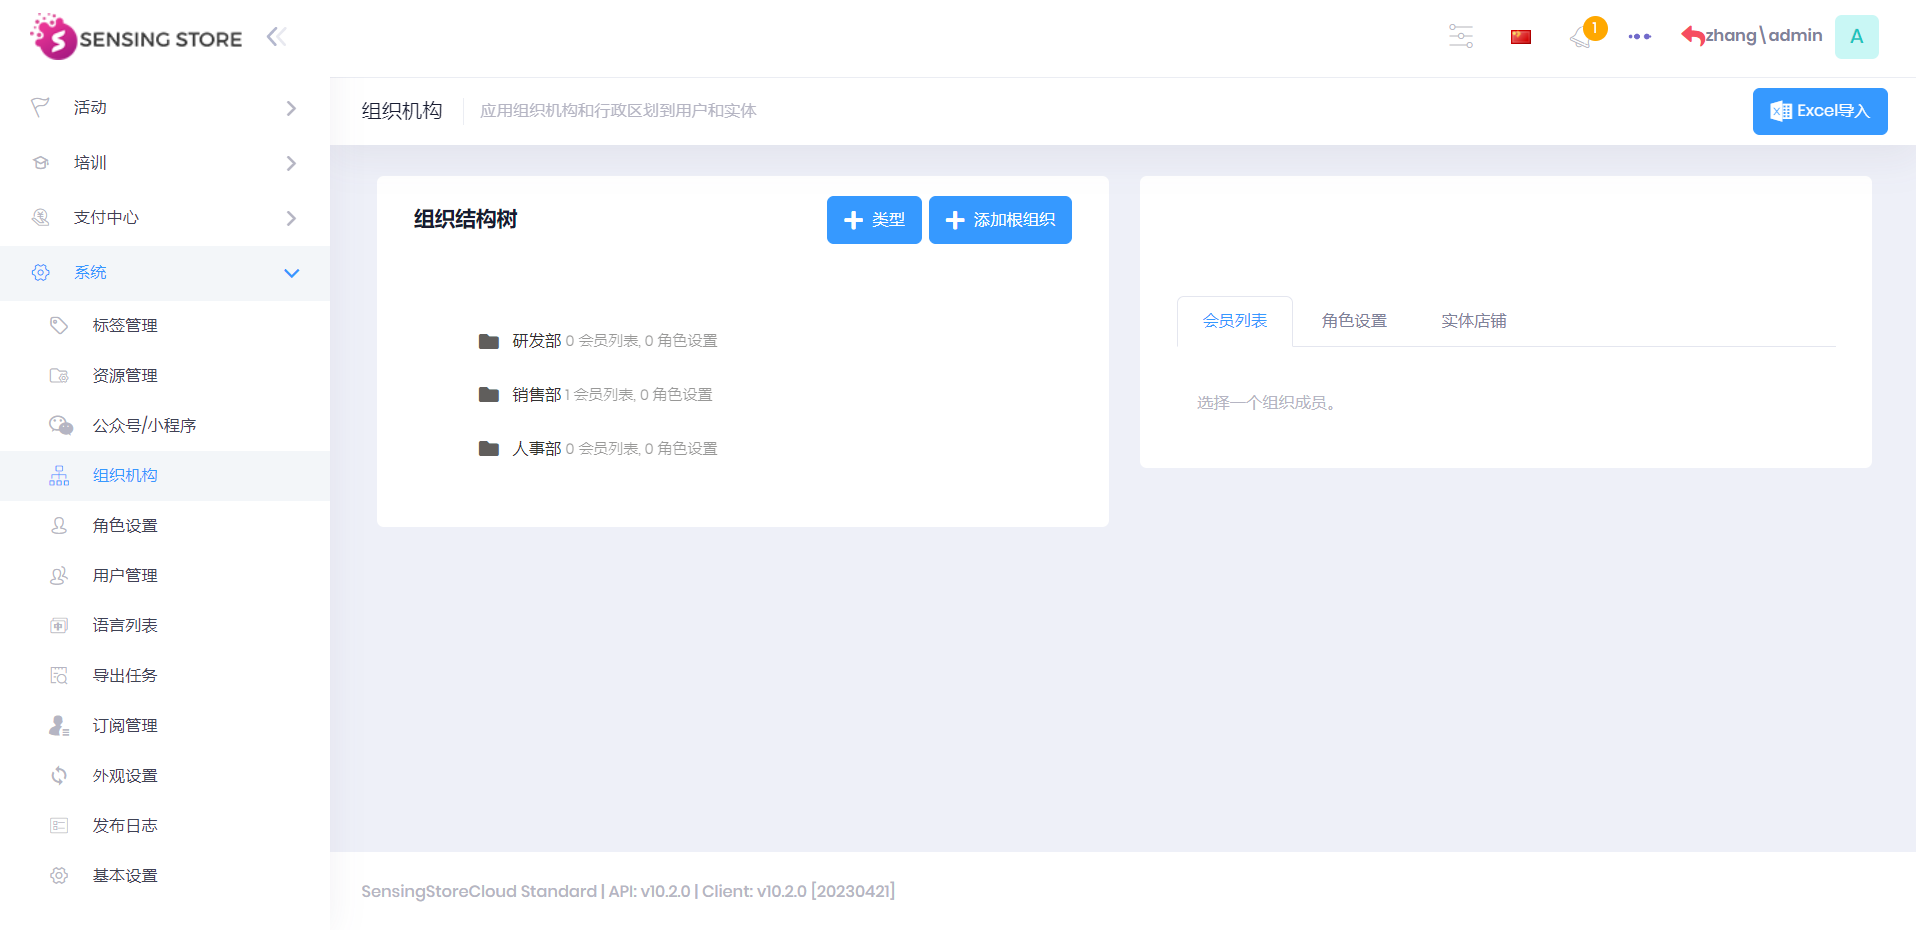 SENSING STORE
1
zhang\admin
A
活动
培训
支付中心
系统
标签管理
资源管理
公众号/小程序
组织机构
角色设置
用户管理
语言列表
导出任务
订阅管理
外观设置
发布日志
基本设置
组织机构
应用组织机构和行政区划到用户和实体
Excel导入
组织结构树
类型
添加根组织
研发部 0 会员列表, 0 角色设置
销售部 1 会员列表, 0 角色设置
人事部 0 会员列表, 0 角色设置
会员列表
角色设置
实体店铺
选择一个组织成员。
SensingStoreCloud Standard | API: v10.2.0 | Client: v10.2.0 [20230421]